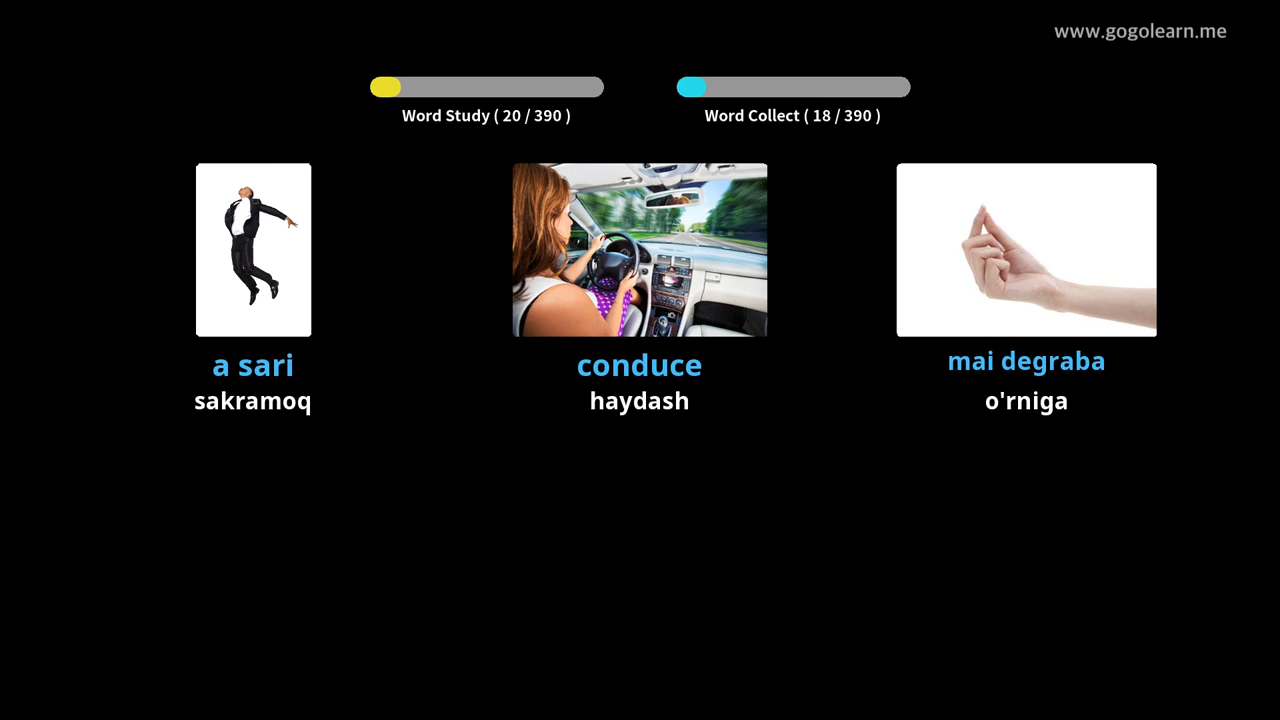 www.gogolearn.me
Word Study ( 20 / 390 )
Word Collect ( 18 / 390 )
a sari
conduce
mai degraba
sakramoq
haydash
o'rniga